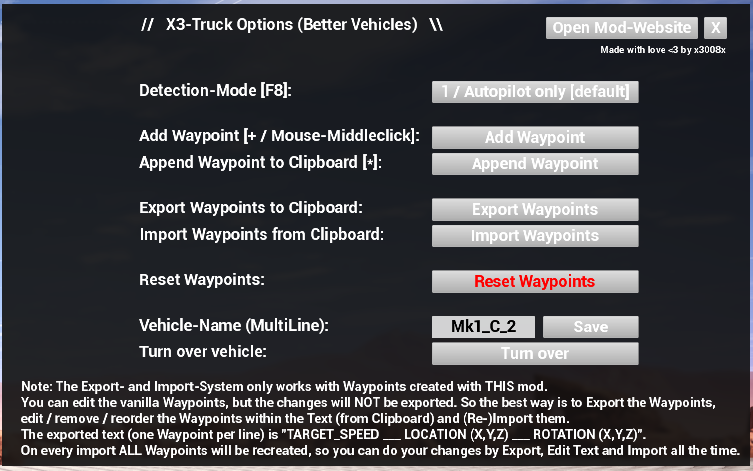 // X3-Truck Options (Better Vehicles) \\
Open Mod-Website X
Made with love <3 by x3008x
Detection-Mode [F8]: 1 / Autopilot only [default]
Add Waypoint [+ / Mouse-Middleclick]: Add Waypoint
Append Waypoint to Clipboard [*]: Append Waypoint
Export Waypoints to Clipboard: Export Waypoints
Import Waypoints from Clipboard: Import Waypoints
Reset Waypoints: Reset Waypoints
Vehicle-Name (MultiLine): Mk1_C_2 Save
Turn over vehicle: Turn over
Note: The Export- and Import-System only works with Waypoints created with THIS mod.
You can edit the vanilla Waypoints, but the changes will NOT be exported. So the best way is to Export the Waypoints,
edit / remove / reorder the Waypoints within the Text (from Clipboard) and (Re-)Import them.
The exported text (one Waypoint per line) is "TARGET_SPEED ___ LOCATION (X,Y,Z) ___ ROTATION (X,Y,Z)".
On every import ALL Waypoints will be recreated, so you can do your changes by Export, Edit Text and Import all the time.